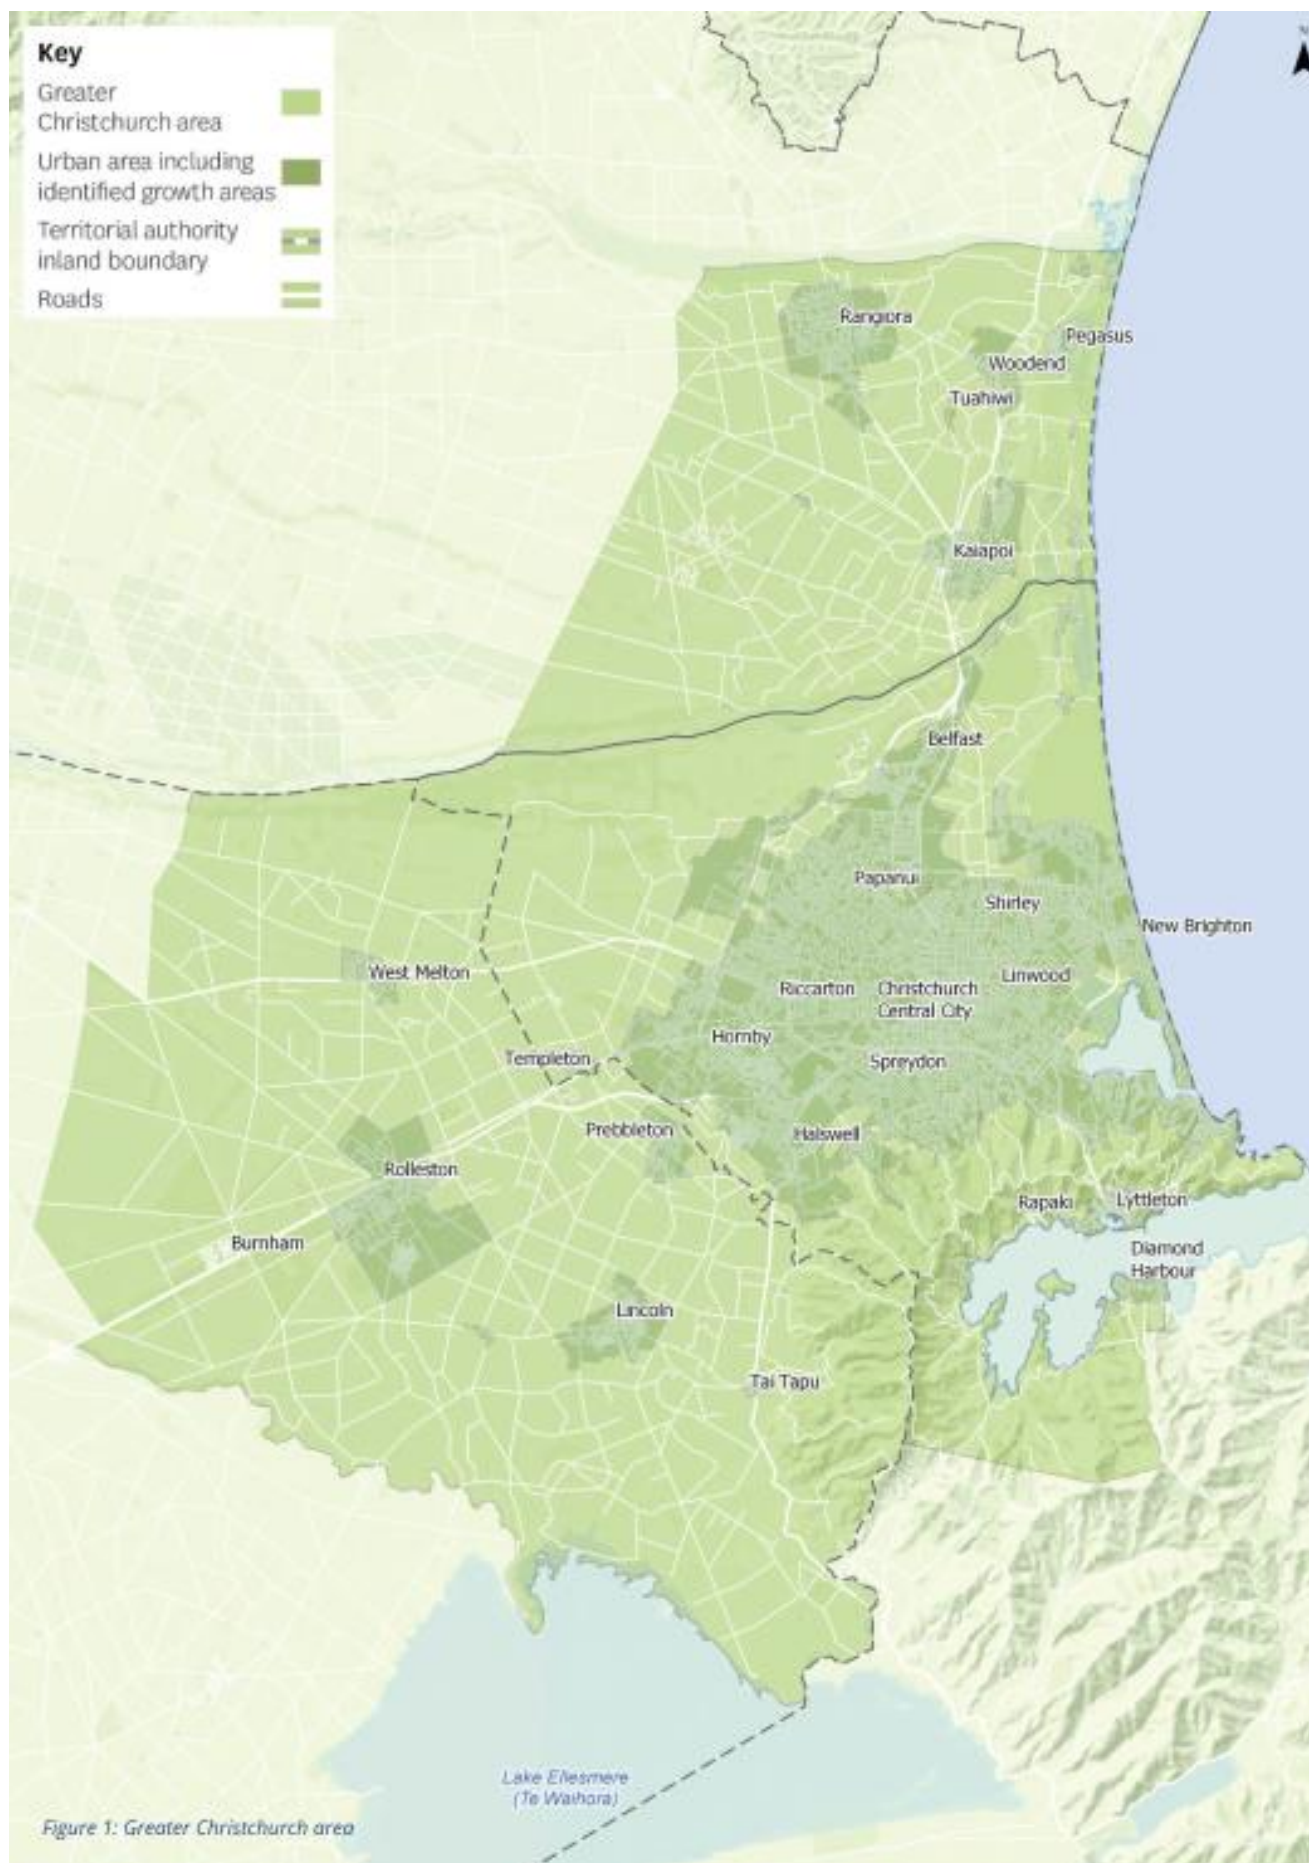 Key
Greater
Christchurch area
Urban area including
identified growth areas
Territorial authority
inland boundary
Roads
Rangiora
Pegasus
Woodend
Tuahiwi
Kaiapoi
Belfast
Papanui
Shirley
New Brighton
West Melton
Linwood
Riccarton
Christchurch
Central City
Hornby
Templeton
Spreydon
Prebbleton
Halswell
Rolleston
Rapaki
Lyttleton
Burnham
Diamond
Harbour
Lincoln
Tai Tapu
Lake Ellesmere
(Te Waihora)
Figure 1: Greater Christchurch area